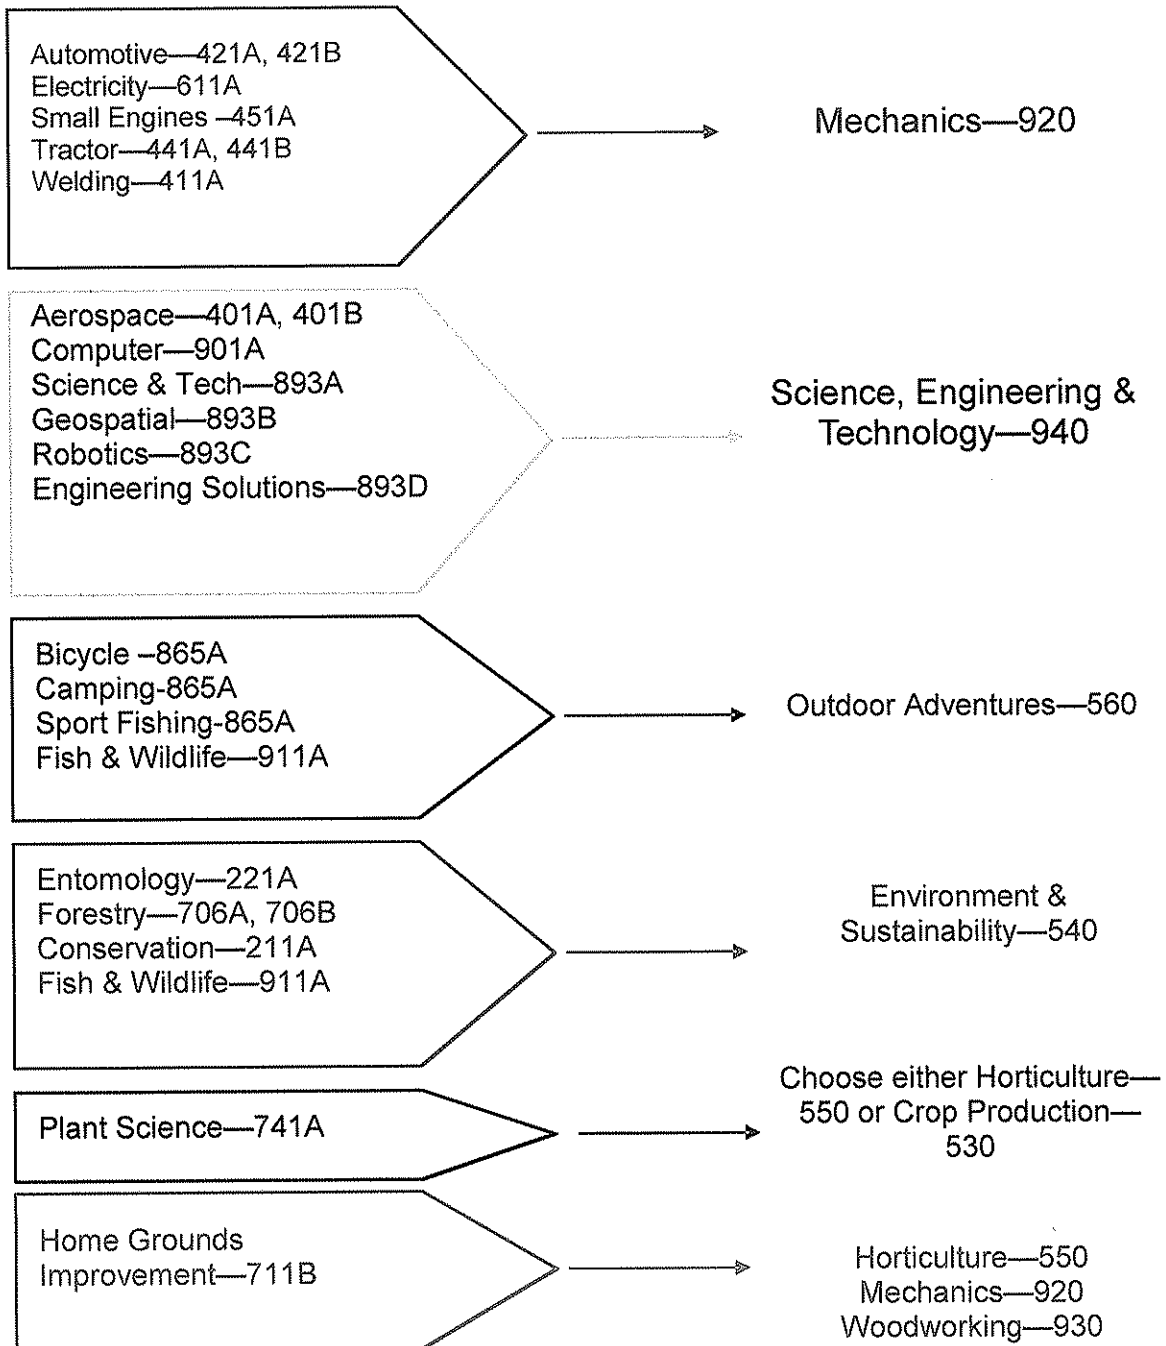 Automotive—421A, 421B
Electricity—611A
Small Engines –451A
Tractor—441A, 441B
Welding—411A
Mechanics—920
Aerospace—401A, 401B
Computer—901A
Science & Tech—893A
Geospatial—893B
Robotics—893C
Engineering Solutions—893D
Science, Engineering &
Technology—940
Bicycle –865A
Camping-865A
Sport Fishing-865A
Fish & Wildlife—911A
Outdoor Adventures—560
Entomology—221A
Forestry—706A, 706B
Conservation—211A
Fish & Wildlife—911A
Environment &
Sustainability—540
Plant Science—741A
Choose either Horticulture—
550 or Crop Production—
530
Home Grounds
Improvement—711B
Horticulture—550
Mechanics—920
Woodworking—930